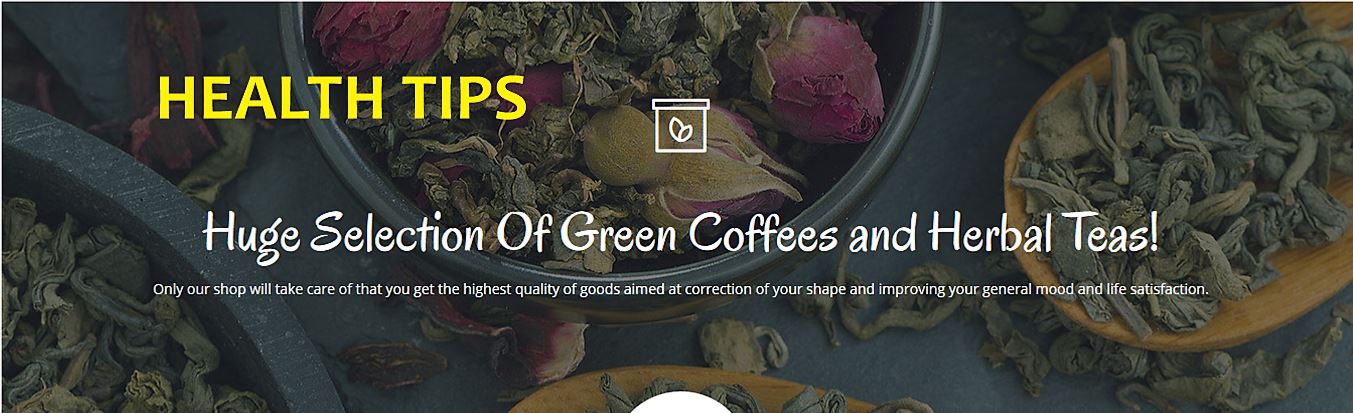 HEALTH TIPS
Huge Selection Of Green Coffees and Herbal Teas!
Only our shop will take care of that you get the highest quality of goods aimed at correction of your shape and improving your general mood and life satisfaction.